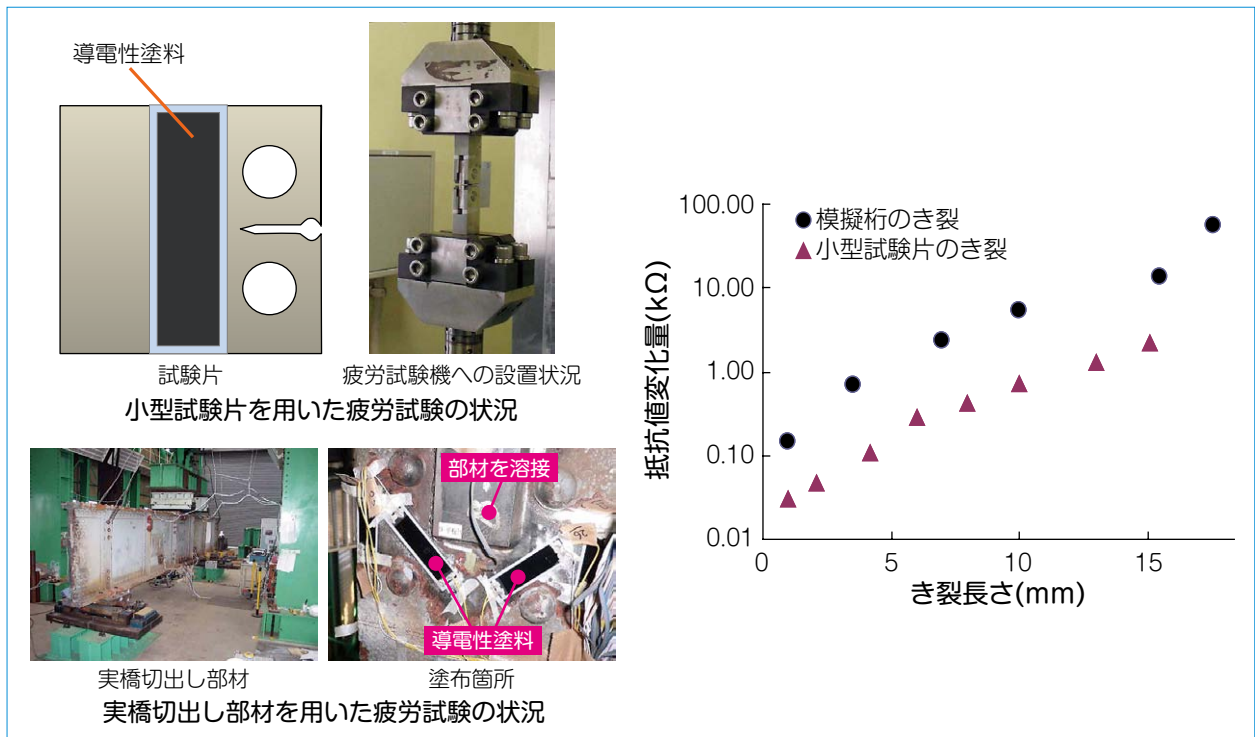 導電性塗料
試験片
疲労試験機への設置状況
小型試験片を用いた疲労試験の状況
部材を溶接
導電性塗料
実橋切出し部材
塗布箇所
実橋切出し部材を用いた疲労試験の状況
抵抗値変化量(kΩ)
100.00
10.00
1.00
0.10
0.01
模擬桁のき裂
小型試験片のき裂
0
5
10
15
き裂長さ(mm)